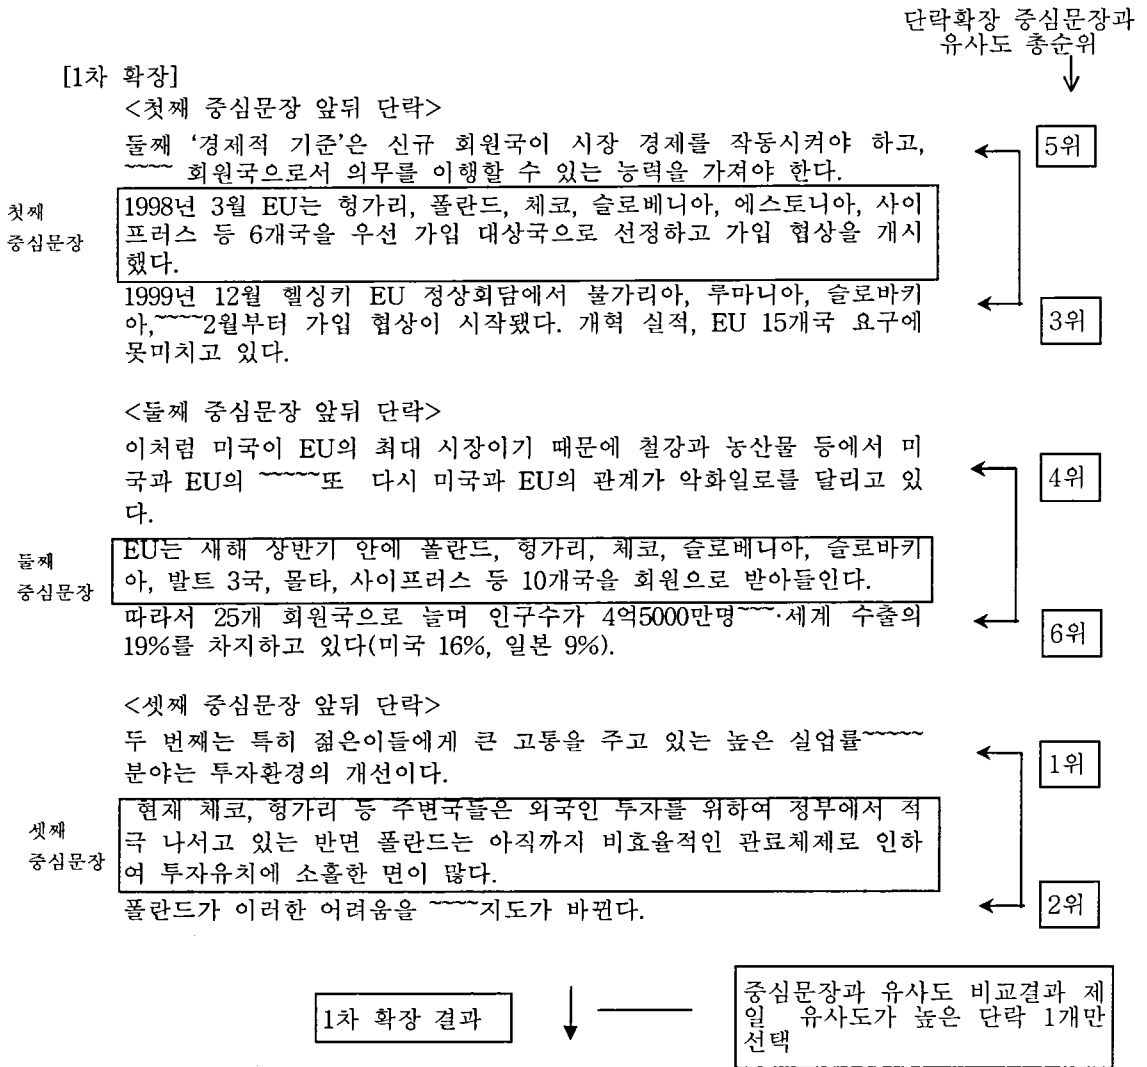 단락확장 중심문장과
유사도 총순위
[1차 확장]
<첫째 중심문장 앞뒤 단락>
둘째 ‘경제적 기준’은 신규 회원국이 시장 경제를 작동시켜야 하고,
~~~~ 회원국으로서 의무를 이행할 수 있는 능력을 가져야 한다.
5위
첫째
중심문장
1998년 3월 EU는 헝가리, 폴란드, 체코, 슬로베니아, 에스토니아, 사이
프러스 등 6개국을 우선 가입 대상국으로 선정하고 가입 협상을 개시
했다.
1999년 12월 헬싱키 EU 정상회담에서 불가리아, 루마니아, 슬로바키
아,~~~~2월부터 가입 협상이 시작됐다. 개혁 실적, EU 15개국 요구에
못미치고 있다.
3위
<둘째 중심문장 앞뒤 단락>
이처럼 미국이 EU의 최대 시장이기 때문에 철강과 농산물 등에서 미
국과 EU의 ~~~~~또 다시 미국과 EU의 관계가 악화일로를 달리고 있
다.
4위
둘째
중심문장
EU는 새해 상반기 안에 폴란드, 헝가리, 체코, 슬로베니아, 슬로바키
아, 발트 3국, 몰타, 사이프러스 등 10개국을 회원으로 받아들인다.
따라서 25개 회원국으로 늘며 인구수가 4억5000만명~~~·세계 수출의
19%를 차지하고 있다(미국 16%, 일본 9%).
6위
<셋째 중심문장 앞뒤 단락>
두 번째는 특히 젊은이들에게 큰 고통을 주고 있는 높은 실업률~~~~~
분야는 투자환경의 개선이다.
1위
셋째
중심문장
현재 체코, 헝가리 등 주변국들은 외국인 투자를 위하여 정부에서 적
극 나서고 있는 반면 폴란드는 아직까지 비효율적인 관료체제로 인하
여 투자유치에 소홀한 면이 많다.
폴란드가 이러한 어려움을 ~~~~지도가 바뀐다.
2위
1차 확장 결과
중심문장과 유사도 비교결과 제
일 유사도가 높은 단락 1개만
선택